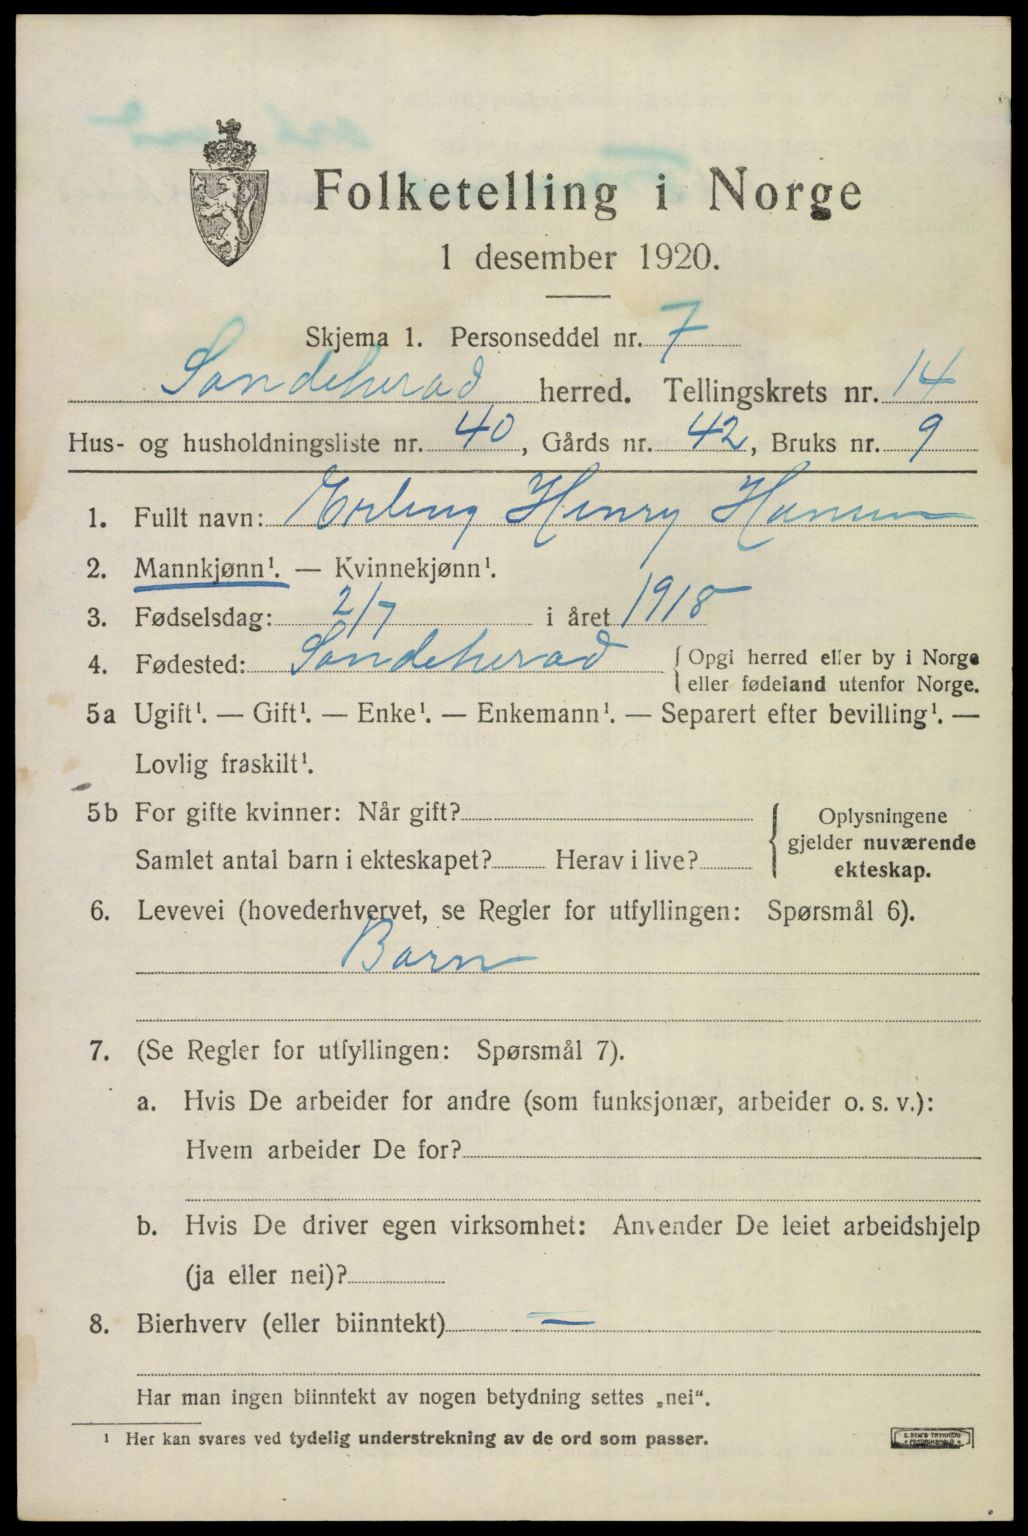 Folketelling i Norge
1 desember 1920.
Skjema 1. Personseddel nr. 7
Sandeherad herred. Tellingskrets nr. 14
Hus- og husholdningsliste nr. 40, Gårds nr. 42, Bruks nr. 9
1. Fullt navn: Erling Henry Hansen
2. Mannkjønn¹. — Kvinnekjønn¹.
3. Fødselsdag: 2/7 i året 1918
4. Fødested: Sandeherad { Opgi herred eller by i Norge
eller fødeland utenfor Norge.
5a Ugift¹. — Gift¹. — Enke¹. — Enkemann¹. — Separert efter bevilling¹. —
Lovlig fraskilt¹.
5b For gifte kvinner: Når gift? { Oplysningene
gjelder nuværende
ekteskap.
Samlet antal barn i ekteskapet? Herav i live?
6. Levevei (hovederhvervet, se Regler for utfyllingen: Spørsmål 6).
Barn
7. (Se Regler for utfyllingen: Spørsmål 7).
a. Hvis De arbeider for andre (som funksjonær, arbeider o. s. v.):
Hvem arbeider De for?
b. Hvis De driver egen virksomhet: Anvender De leiet arbeidshjelp
(ja eller nei)?
8. Bierhverv (eller biinntekt) —
Har man ingen biinntekt av nogen betydning settes „nei“.
¹ Her kan svares ved tydelig understrekning av de ord som passer.